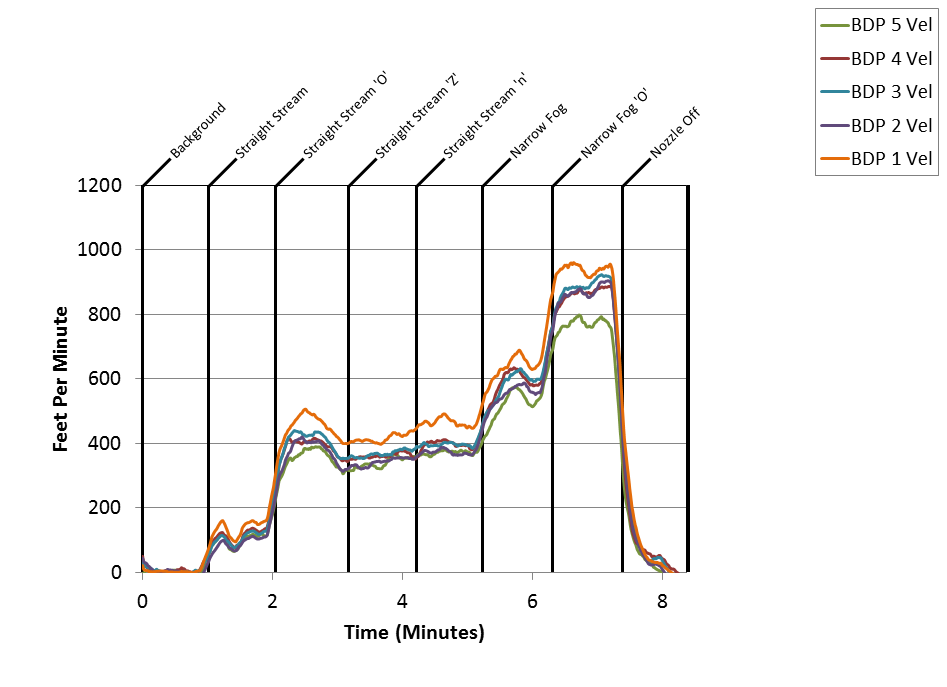 BDP 5 Vel
BDP 4 Vel
BDP 3 Vel
BDP 2 Vel
BDP 1 Vel
Background
Straight Stream
Straight Stream 'O'
Straight Stream 'Z'
Straight Stream 'n'
Narrow Fog
Narrow Fog 'O'
Nozzle Off
1200
1000
800
600
400
200
0
Feet Per Minute
0 2 4 6 8
Time (Minutes)